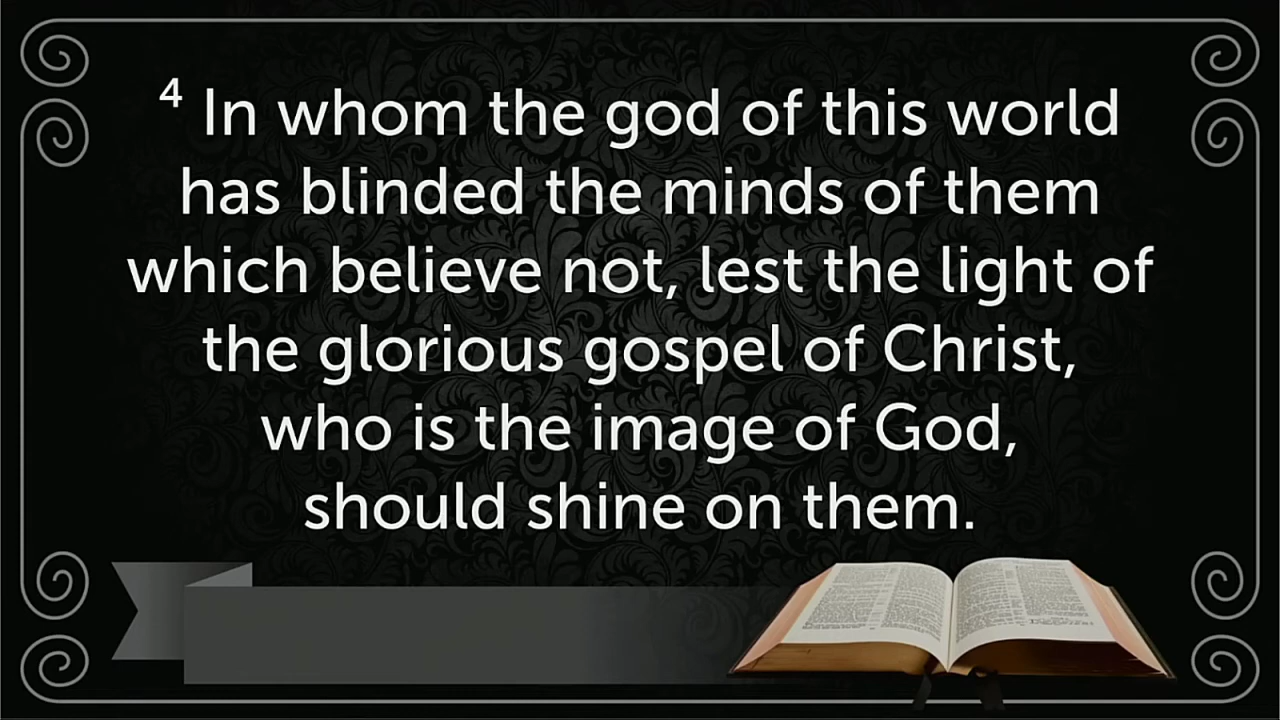 4 In whom the god of this world
has blinded the minds of them
which believe not, lest the light of
the glorious gospel of Christ,
who is the image of God,
should shine on them.